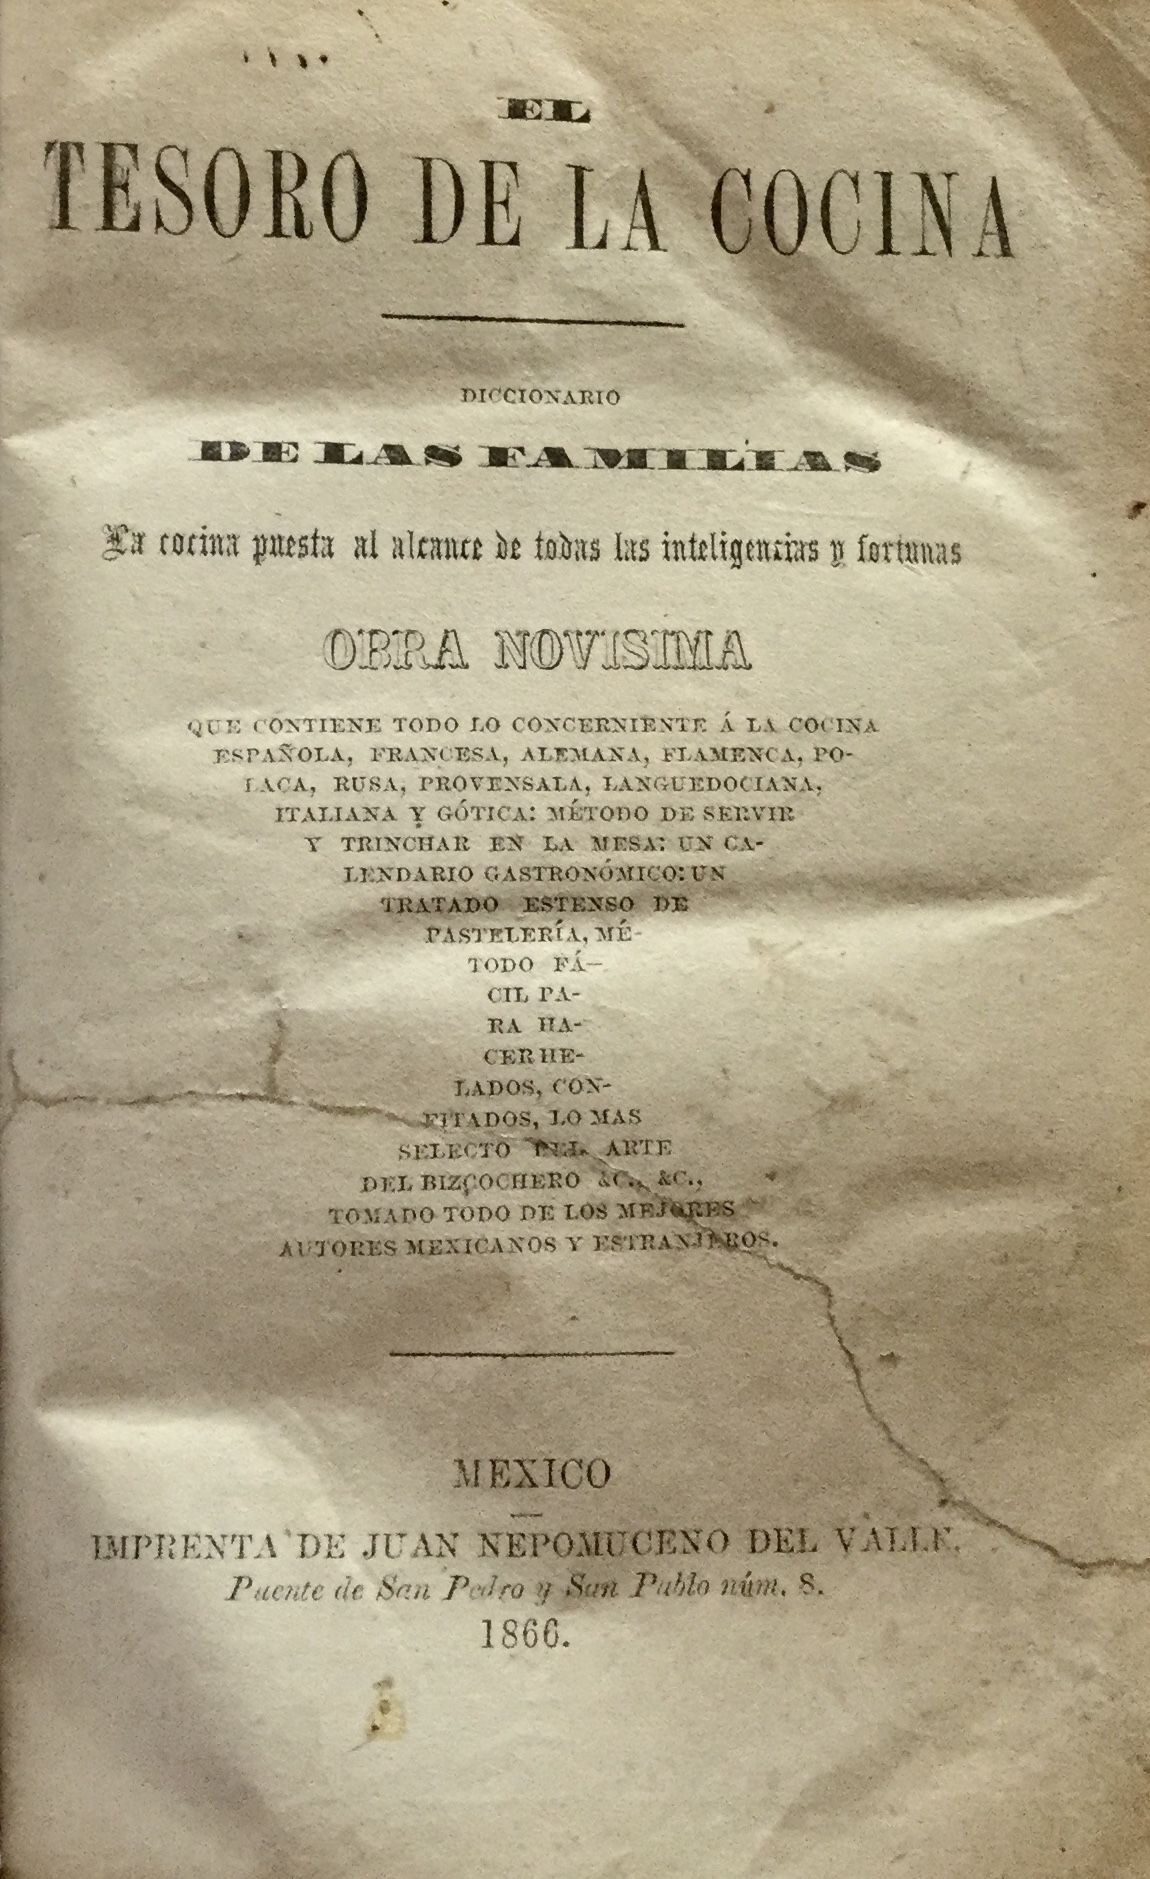 EL
TESORO DE LA COCINA
DICCIONARIO
DE LAS FAMILIAS
La cocina puesta al alcance de todas las inteligencias y fortunas
OBRA NOVISIMA
QUE CONTIENE TODO LO CONCERNIENTE Á LA COCINA
ESPAÑOLA, FRANCESA, ALEMANA, FLAMENCA, PO-
LACA, RUSA, PROVENSALA, LANGUEDOCIANA,
ITALIANA Y GÓTICA: MÉTODO DE SERVIR
Y TRINCHAR EN LA MESA: UN CA-
LENDARIO GASTRONÓMICO: UN
TRATADO ESTENSO DE
PASTELERÍA, MÉ-
TODO FÁ-
CIL PA-
RA HA-
CER HE-
LADOS, CON-
FITADOS, LO MAS
SELECTO DEL ARTE
DEL BIZCOCHERO &C., &C.,
TOMADO TODO DE LOS MEJORES
AUTORES MEXICANOS Y ESTRANJEROS.
MEXICO
IMPRENTA DE JUAN NEPOMUCENO DEL VALLE.
Puente de San Pedro y San Pablo núm. 8.
1866.